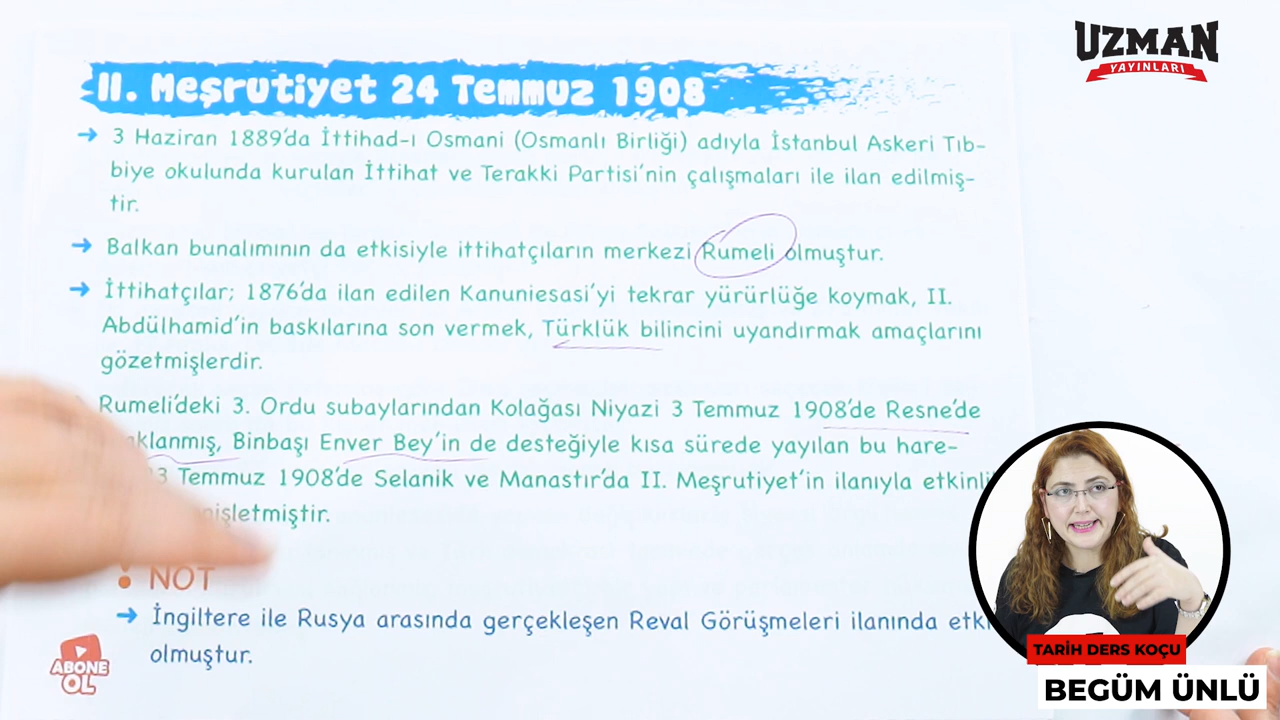 UZMAN
YAYINLARI
II. Meşrutiyet 24 Temmuz 1908
3 Haziran 1889'da İttihad-ı Osmani (Osmanlı Birliği) adıyla İstanbul Askeri Tıb-
biye okulunda kurulan İttihat ve Terakki Partisi'nin çalışmaları ile ilan edilmiş-
tir.
Balkan bunalımının da etkisiyle ittihatçıların merkezi Rumeli olmuştur.
İttihatçılar; 1876'da ilan edilen Kanuniesasi'yi tekrar yürürlüğe koymak, II.
Abdülhamid'in baskılarına son vermek, Türklük bilincini uyandırmak amaçlarını
gözetmişlerdir.
Rumeli'deki 3. Ordu subaylarından Kolağası Niyazi 3 Temmuz 1908'de Resne'de
Binbaşı Enver Bey'in de desteğiyle kısa sürede yayılan bu hare-
Temmuz 1908'de Selanik ve Manastır'da II. Meşrutiyet'in ilanıyla
NOT
İngiltere ile Rusya arasında gerçekleşen Reval Görüşmeleri ilanında
olmuştur.
ABONE
OL
TARİH DERS KOÇU
BEGÜM ÜNLÜ